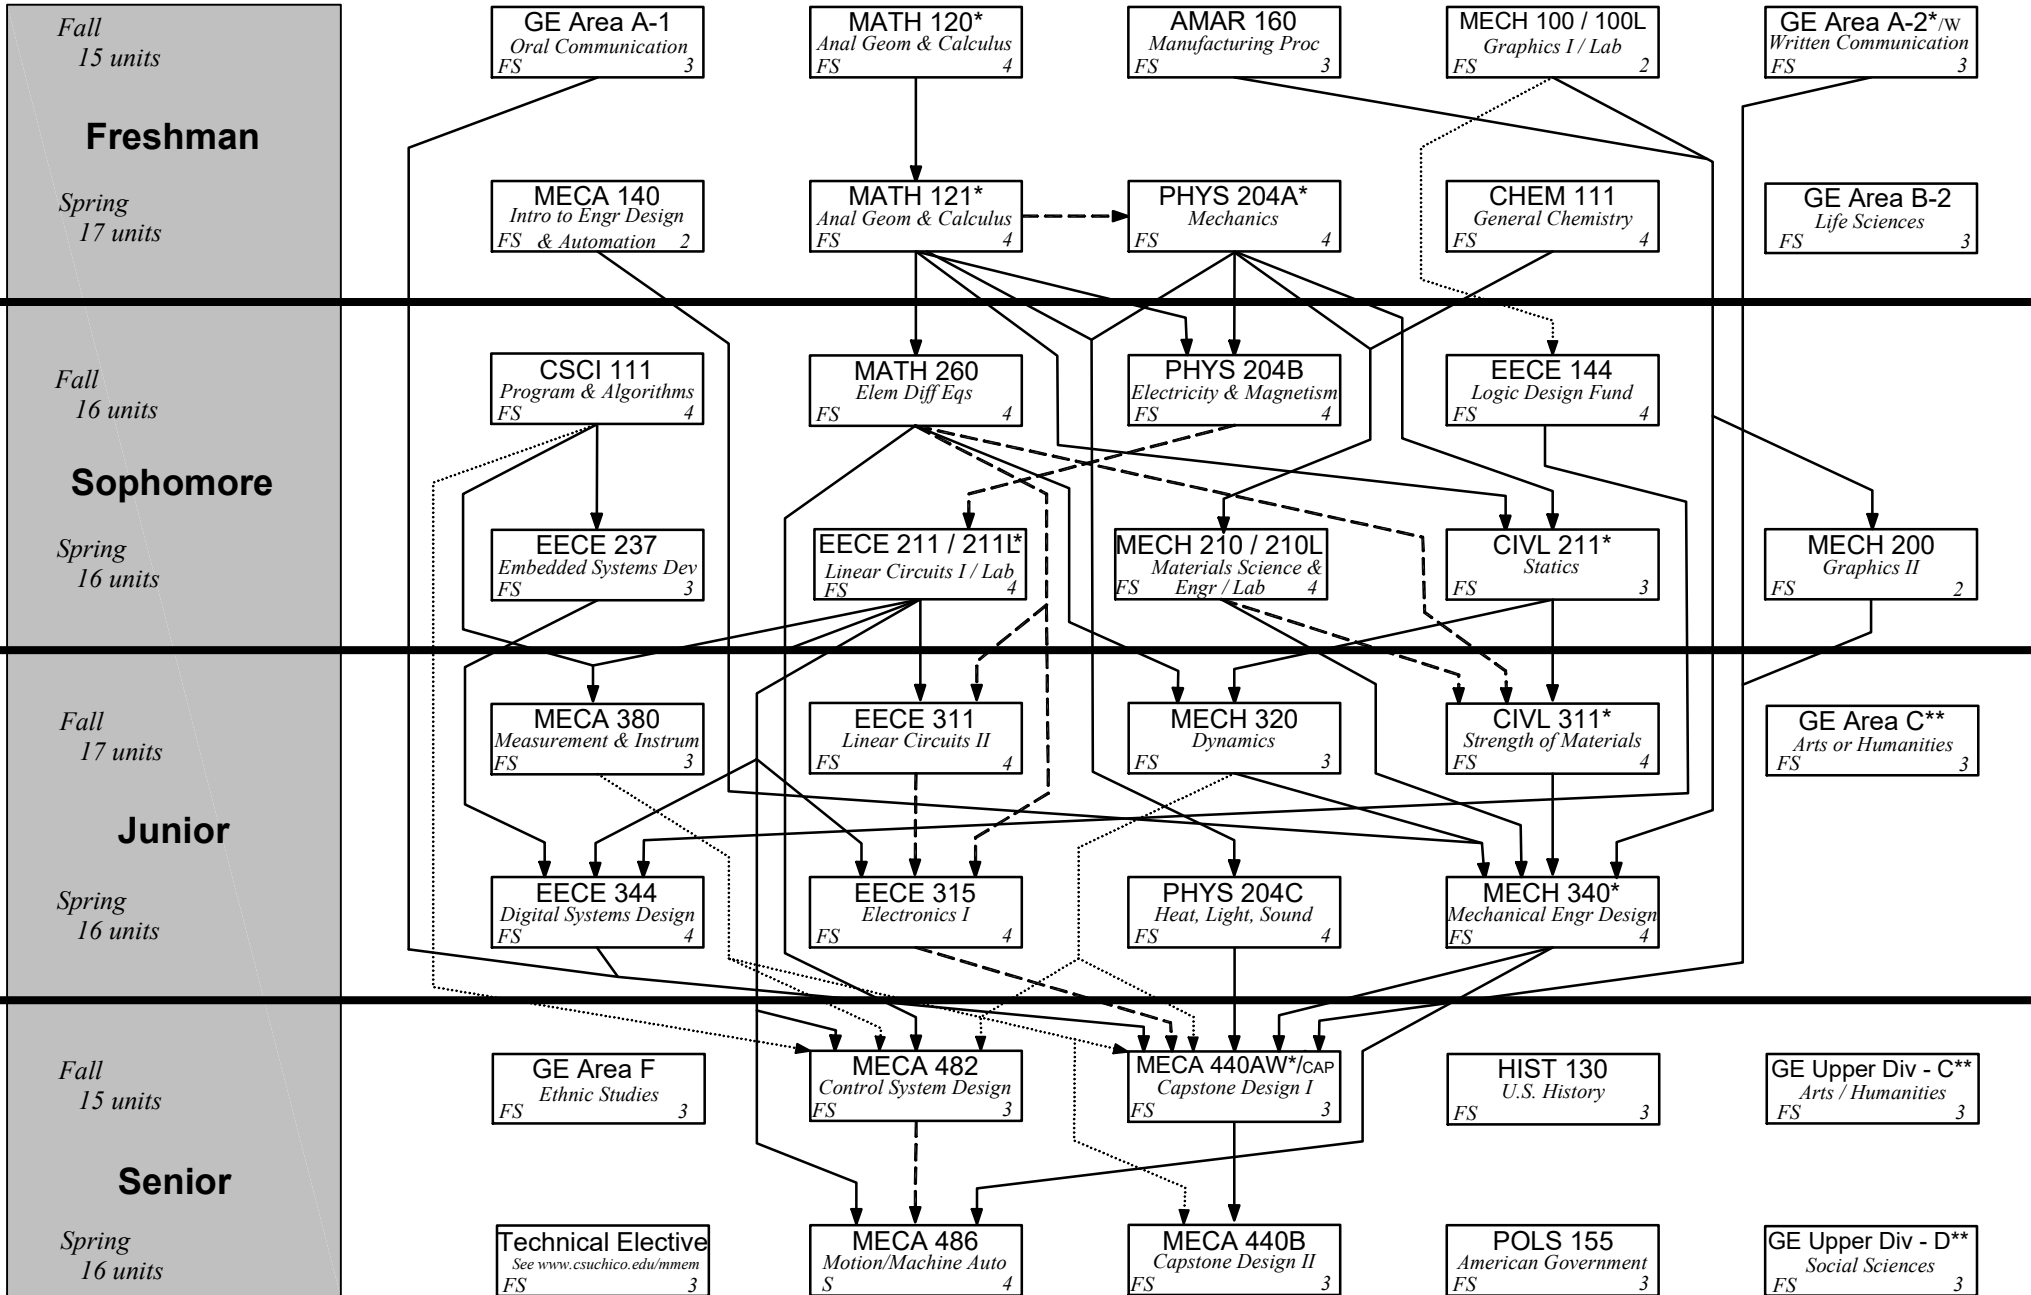 Fall
15 units
GE Area A-1
Oral Communication
FS 3
MATH 120*
Anal Geom & Calculus
FS 4
AMAR 160
Manufacturing Proc
FS 3
MECH 100 / 100L
Graphics I / Lab
FS 2
GE Area A-2*/W
Written Communication
FS 3
Freshman
Spring
17 units
MECA 140
Intro to Engr Design
FS & Automation 2
MATH 121*
Anal Geom & Calculus
FS 4
PHYS 204A*
Mechanics
FS 4
CHEM 111
General Chemistry
FS 4
GE Area B-2
Life Sciences
FS 3
Fall
16 units
CSCI 111
Program & Algorithms
FS 4
MATH 260
Elem Diff Eqs
FS 4
PHYS 204B
Electricity & Magnetism
FS 4
EECE 144
Logic Design Fund
FS 4
Sophomore
Spring
16 units
EECE 237
Embedded Systems Dev
FS 3
EECE 211 / 211L*
Linear Circuits I / Lab
FS 4
MECH 210 / 210L
Materials Science &
FS Engr / Lab 4
CIVL 211*
Statics
FS 3
MECH 200
Graphics II
FS 2
Fall
17 units
MECA 380
Measurement & Instrum
FS 3
EECE 311
Linear Circuits II
FS 4
MECH 320
Dynamics
FS 3
CIVL 311*
Strength of Materials
FS 4
GE Area C**
Arts or Humanities
FS 3
Junior
Spring
16 units
EECE 344
Digital Systems Design
FS 4
EECE 315
Electronics I
FS 4
PHYS 204C
Heat, Light, Sound
FS 4
MECH 340*
Mechanical Engr Design
FS 4
Fall
15 units
GE Area F
Ethnic Studies
FS 3
MECA 482
Control System Design
FS 3
MECA 440AW*/CAP
Capstone Design I
FS 3
HIST 130
U.S. History
FS 3
GE Upper Div - C**
Arts / Humanities
FS 3
Senior
Spring
16 units
Technical Elective
See www.csuchico.edu/mmem
FS 3
MECA 486
Motion/Machine Auto
S 4
MECA 440B
Capstone Design II
FS 3
POLS 155
American Government
FS 3
GE Upper Div - D**
Social Sciences
FS 3